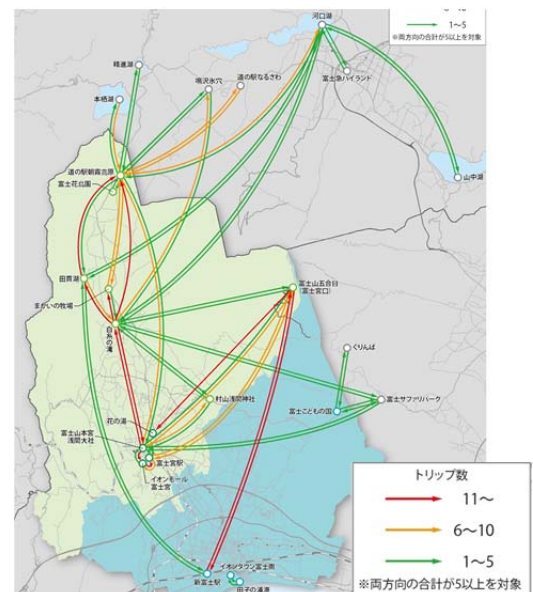 1～5
※両方向の合計が5以上を対象
河口湖
精進湖
富士急ハイランド
鳴沢氷穴
道の駅なるさわ
本栖湖
山中湖
道の駅朝霧高原
富士花鳥園
田貫湖
富士山五合目
(富士宮口)
まかいの牧場
白糸の滝
ぐりんぱ
村山浅間神社
富士サファリパーク
富士こどもの国
花の湯
富士山本宮
浅間大社
富士宮駅
イオンモール
富士宮
トリップ数
11～
6～10
1～5
※両方向の合計が5以上を対象
イオンタウン富士南
新富士駅
田子の浦港